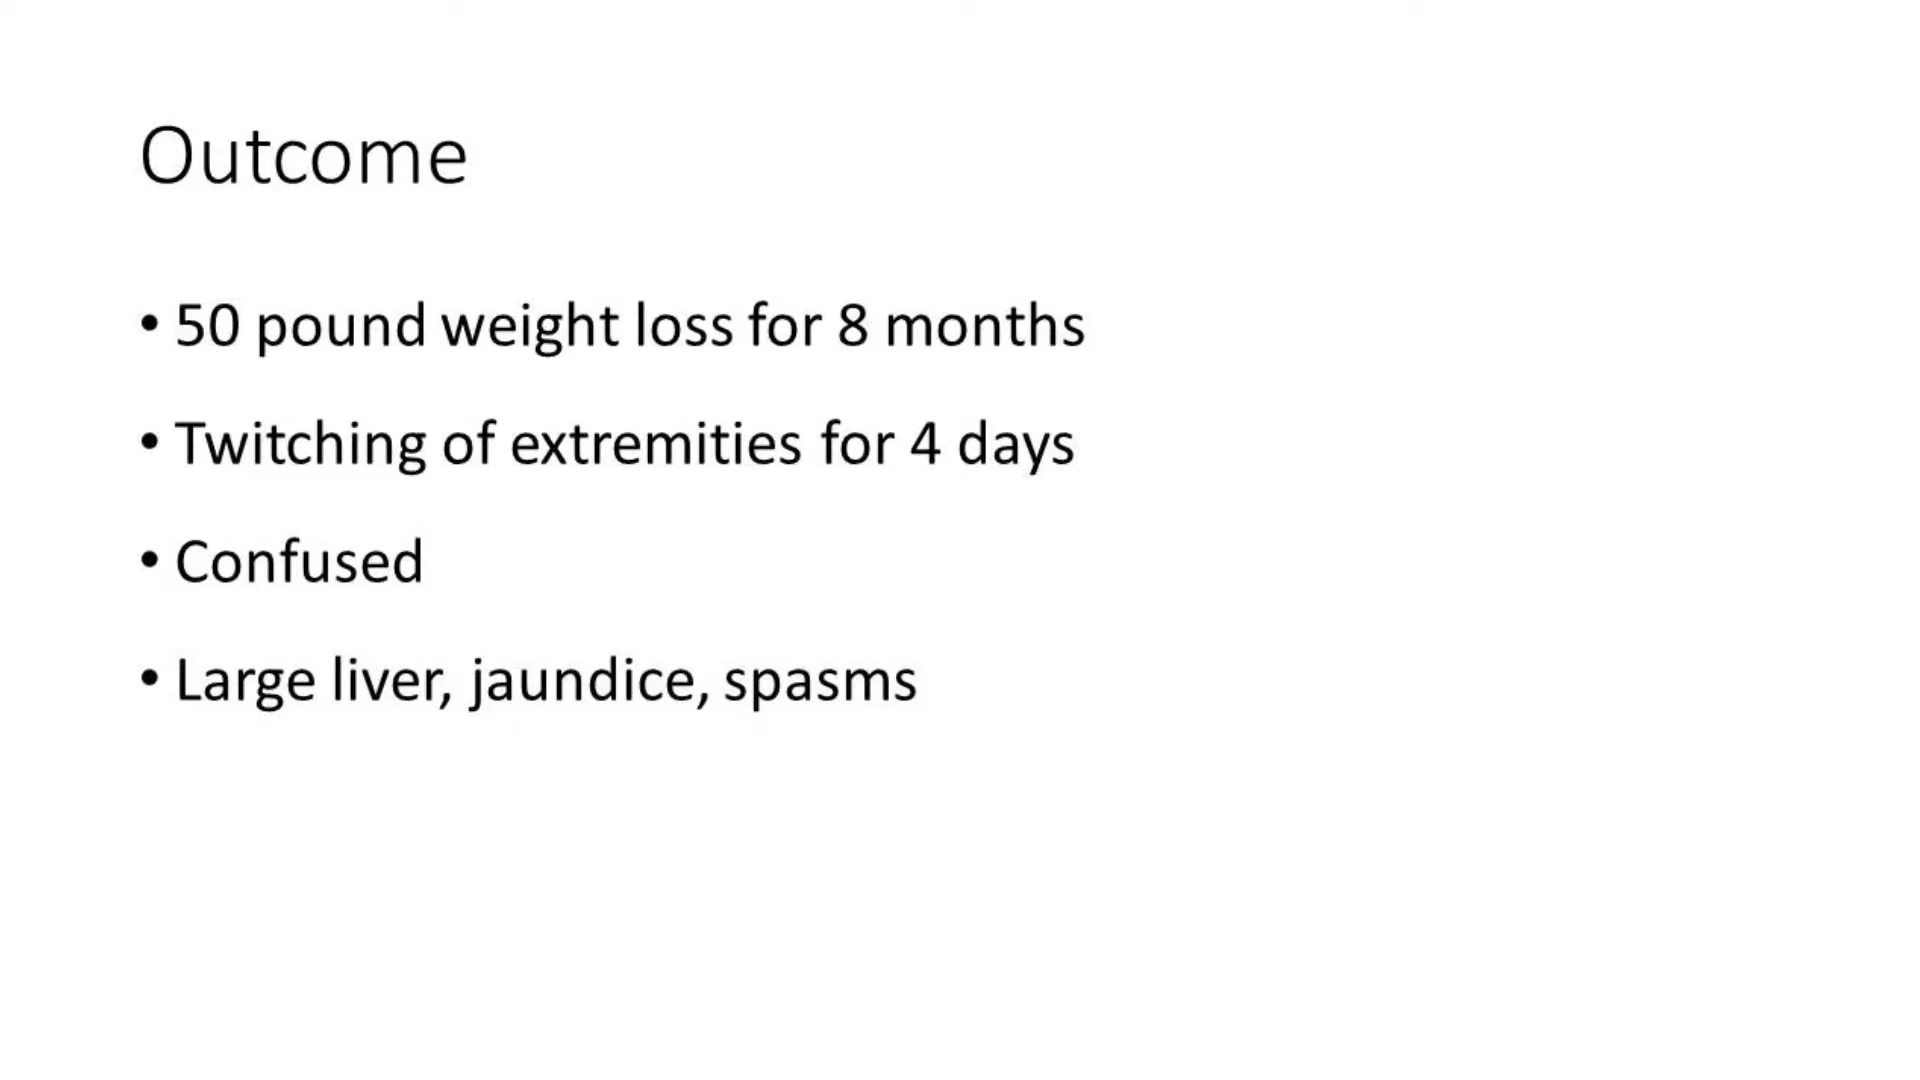 Outcome
• 50 pound weight loss for 8 months
• Twitching of extremities for 4 days
• Confused
• Large liver, jaundice, spasms